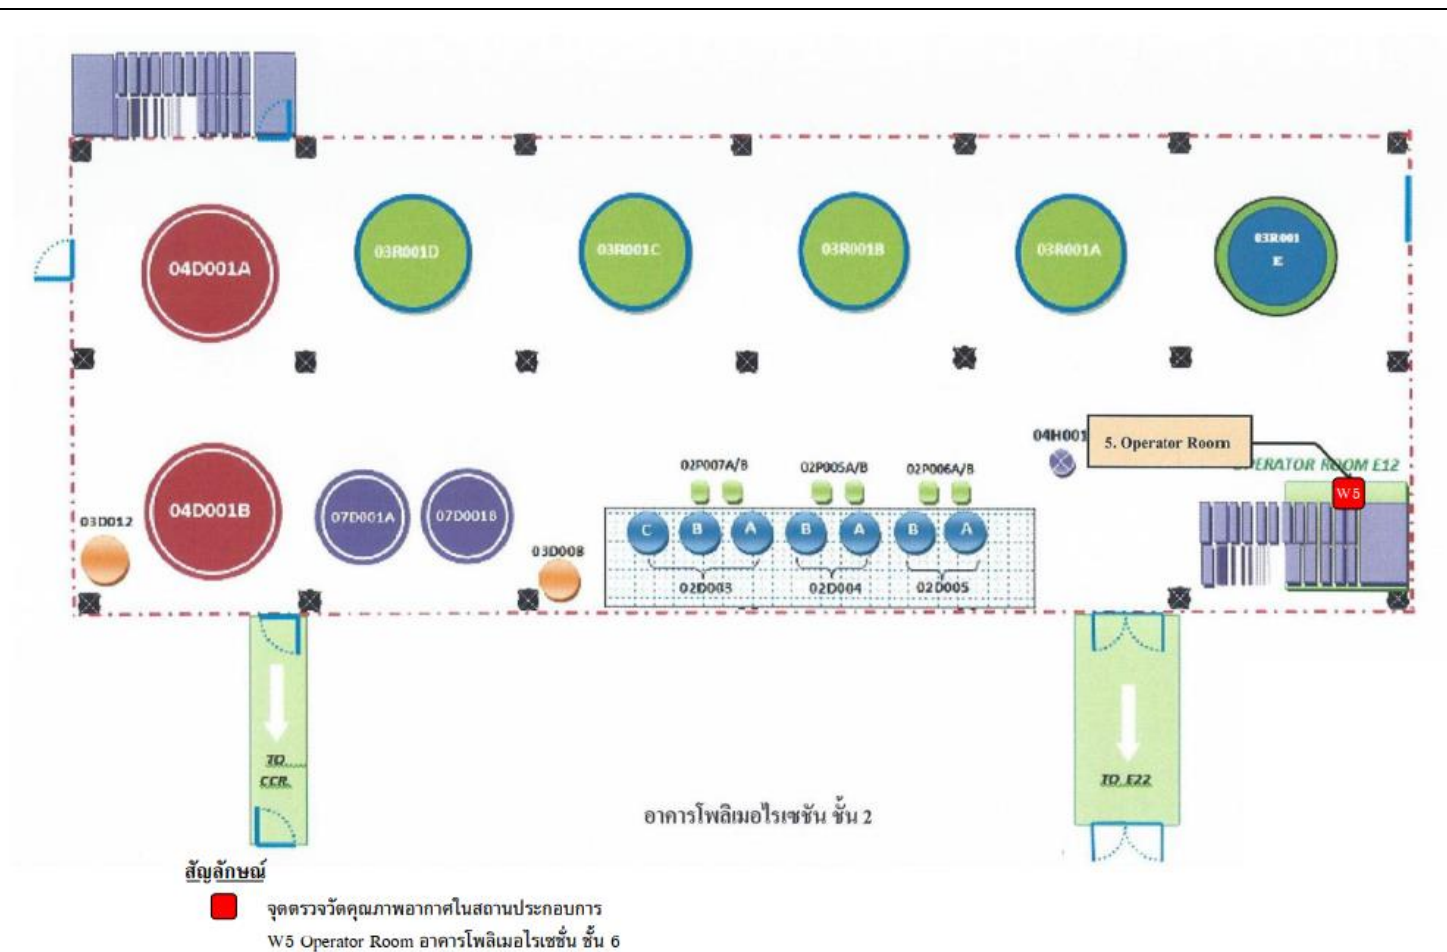 04D001A
03R001D
03R001C
03R001B
03R001A
03R001
E
04H001
5. Operator Room
OPERATOR ROOM E12
W5
02P007A/B
02P005A/B
02P006A/B
03D012
04D001B
07D001A
07D001B
03D008
C
B
A
B
A
B
A
02D003
02D004
02D005
TO
CCR.
TO E22
อาคารโพลิเมอไรเซชัน ชั้น 2
สัญลักษณ์
จุดตรวจวัดคุณภาพอากาศในสถานประกอบการ
W5 Operator Room อาคารโพลิเมอไรเซชั่น ชั้น 6